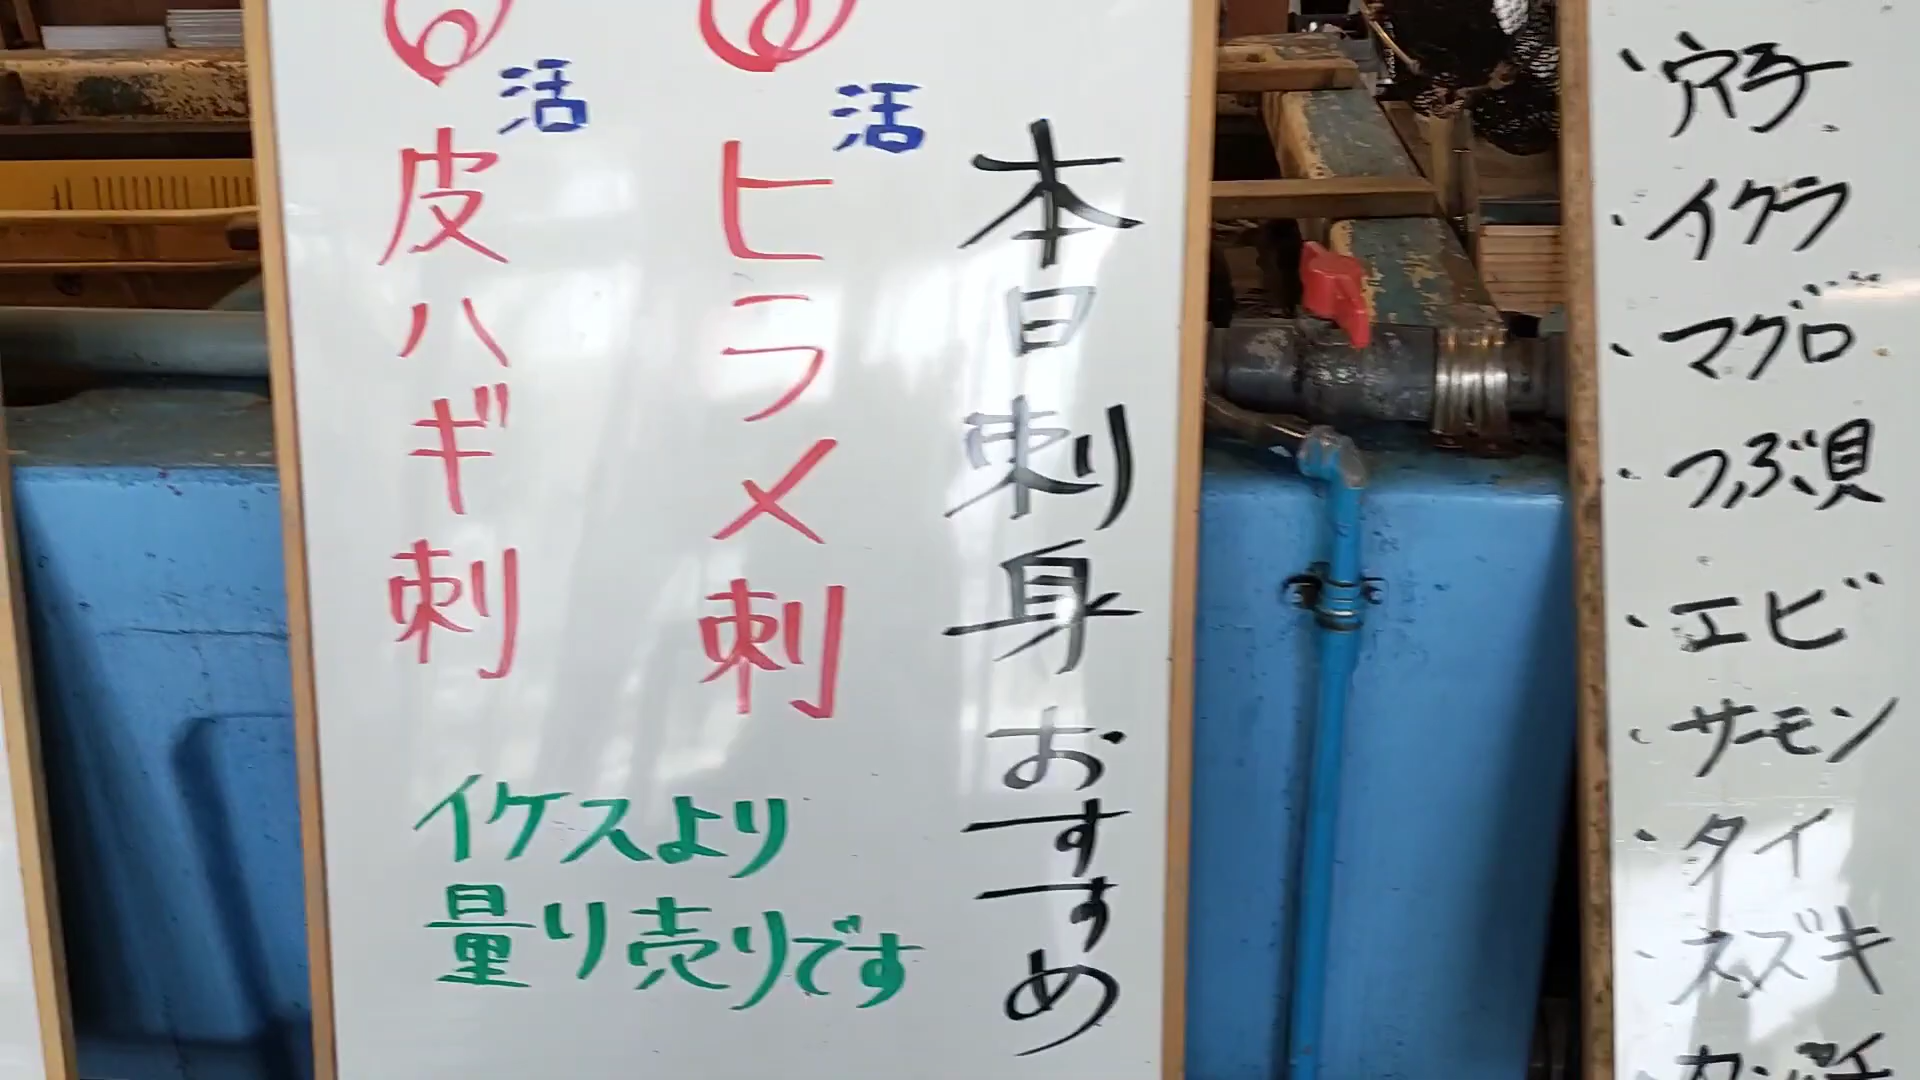 本日刺身おすすめ
活
ヒラメ刺
活
皮ハギ刺
イケスより
量り売りです
・穴子
・イクラ
・マグロ
・つぶ貝
・エビ
・サーモン
・タイ
・スズキ